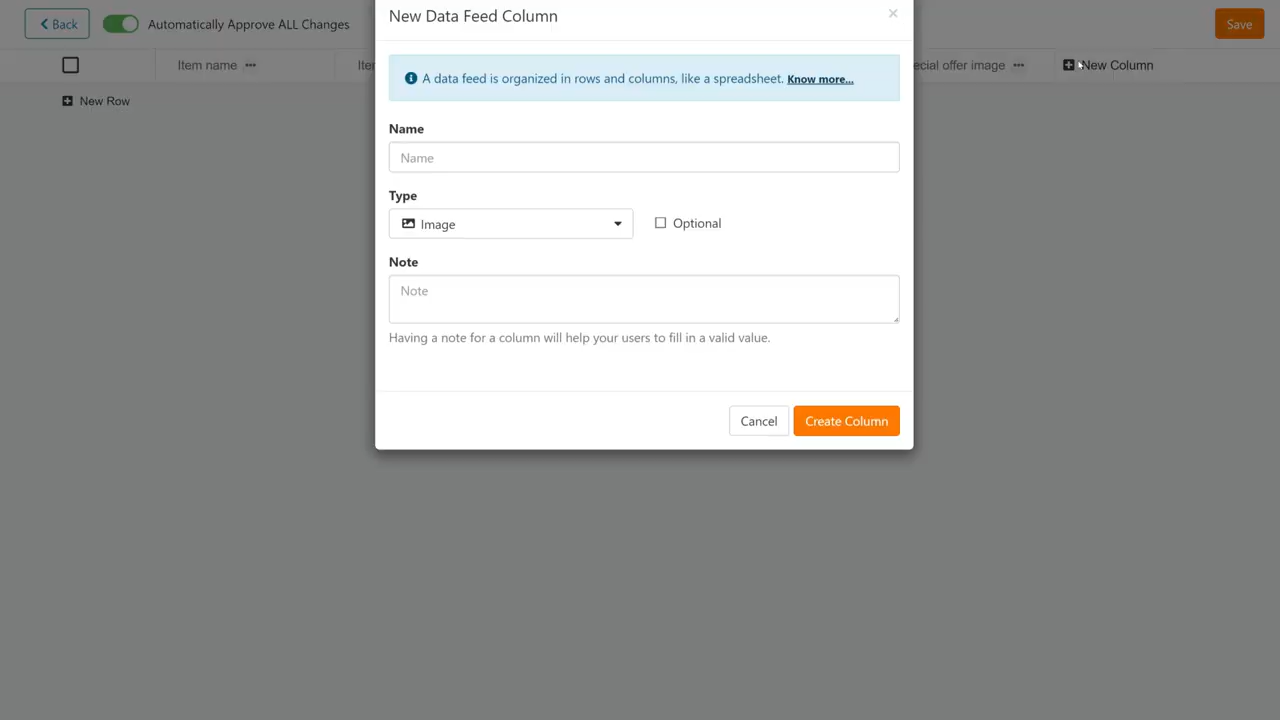 New Data Feed Column
×
Back
Automatically Approve ALL Changes
Save
Item name
New Column
New Row
A data feed is organized in rows and columns, like a spreadsheet. Know more...
Name
Name
Type
Image
Optional
Note
Note
Having a note for a column will help your users to fill in a valid value.
Cancel
Create Column
offer image